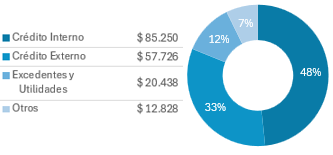 Crédito Interno $ 85.250
Crédito Externo $ 57.726
Excedentes y
Utilidades $ 20.438
Otros $ 12.828
7%
12%
48%
33%